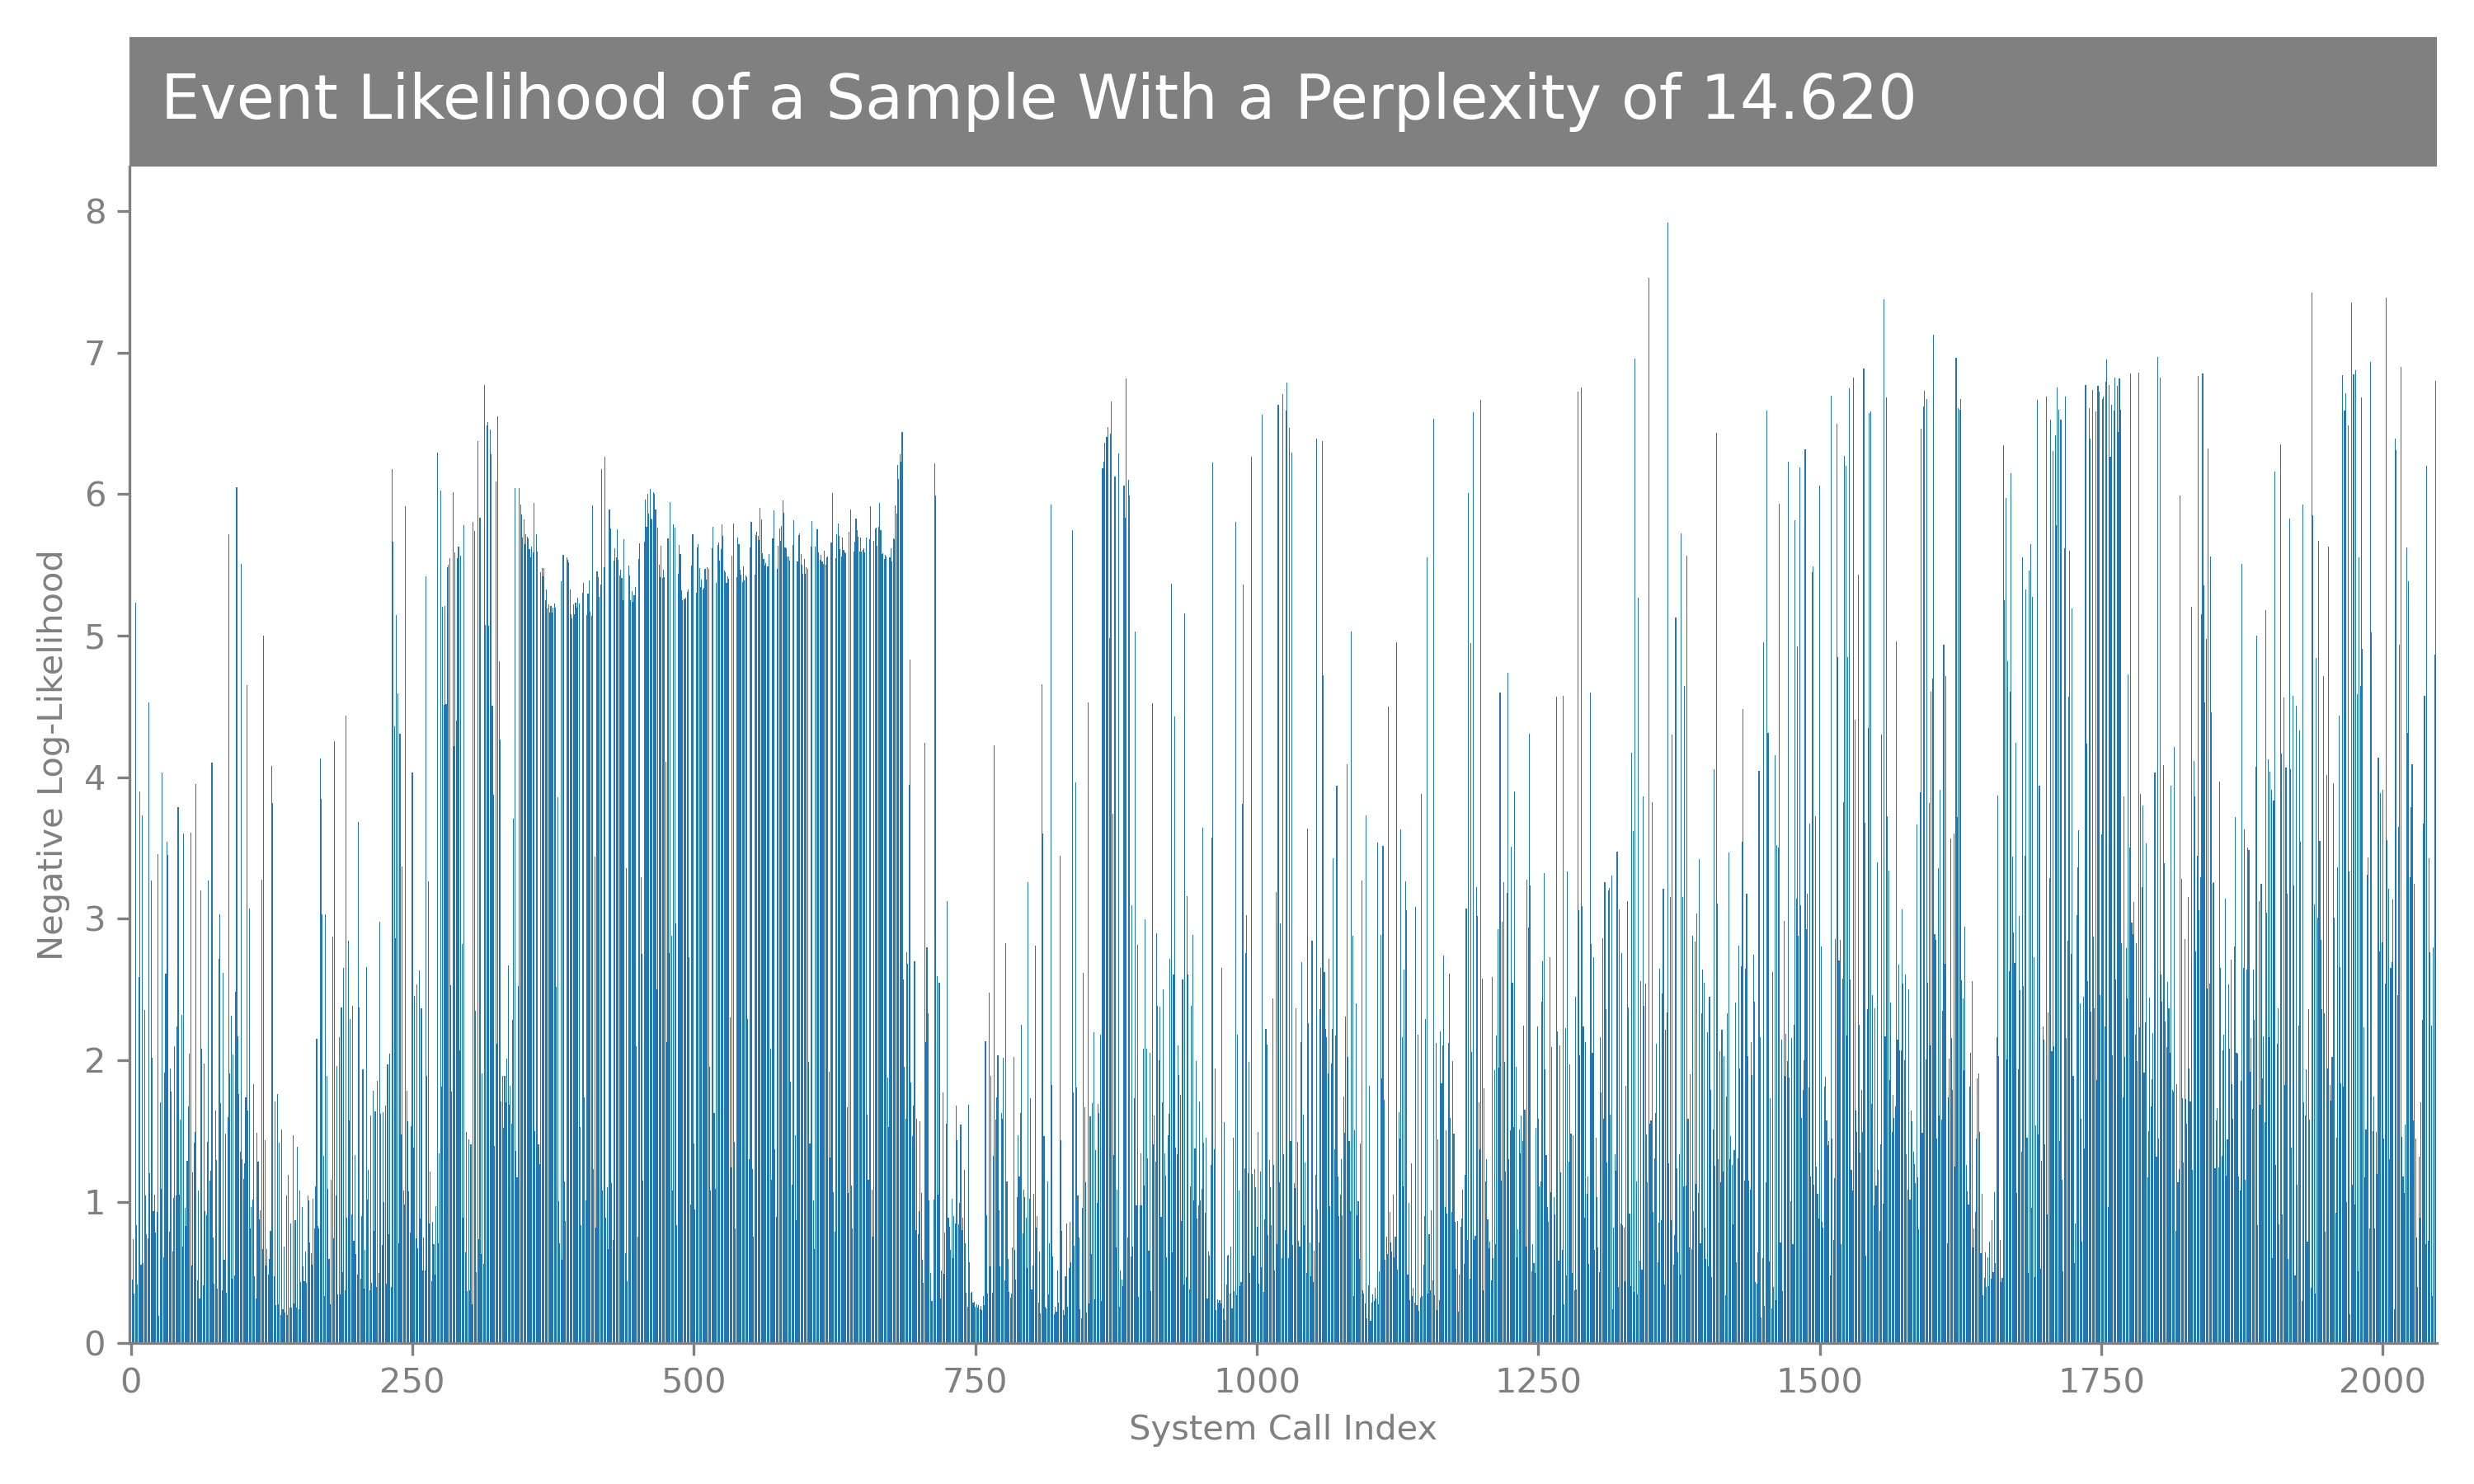 Event Likelihood of a Sample With a Perplexity of 14.620
8
7
6
5
4
3
2
1
0
Negative Log-Likelihood
0 250 500 750 1000 1250 1500 1750 2000
System Call Index